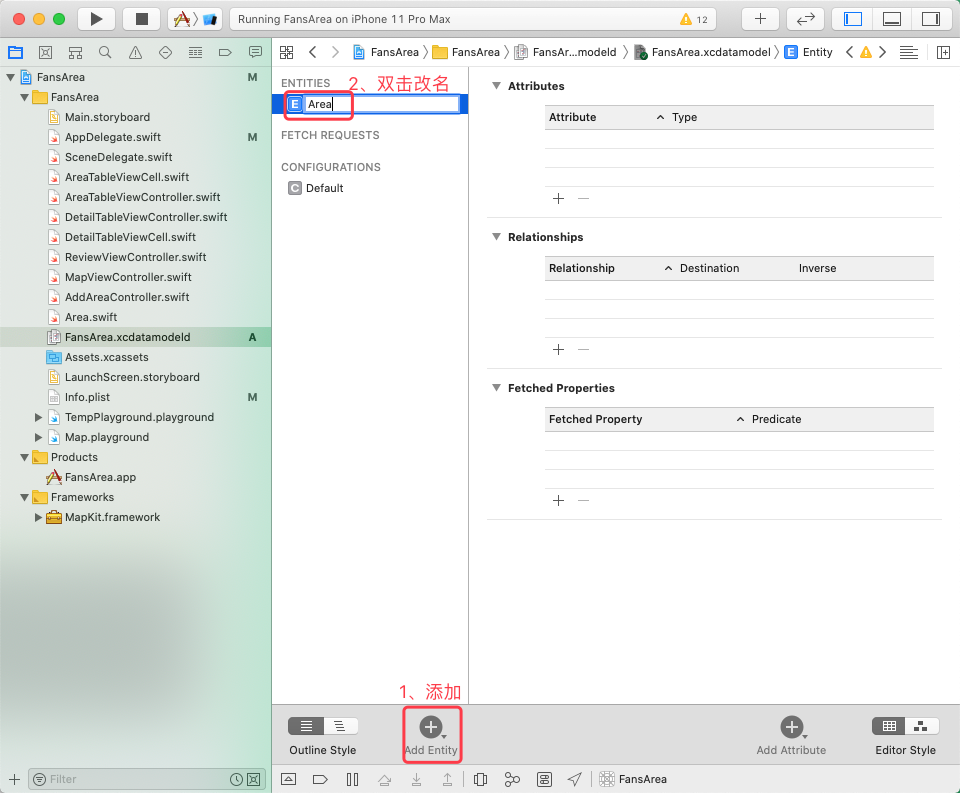 Running FansArea on iPhone 11 Pro Max
12
FansArea
FansArea
FansAr...modeld
FansArea.xcdatamodel
E Entity
FansArea M
FansArea
Main.storyboard
AppDelegate.swift M
SceneDelegate.swift
AreaTableViewCell.swift
AreaTableViewController.swift
DetailTableViewController.swift
DetailTableViewCell.swift
ReviewViewController.swift
MapViewController.swift
AddAreaController.swift
Area.swift
FansArea.xcdatamodeld A
Assets.xcassets
LaunchScreen.storyboard
Info.plist M
TempPlayground.playground
Map.playground
Products
FansArea.app
Frameworks
MapKit.framework
Filter
ENTITIES
2、双击改名
E Area
FETCH REQUESTS
CONFIGURATIONS
C Default
Attributes
Attribute Type
Relationships
Relationship Destination Inverse
Fetched Properties
Fetched Property Predicate
1、添加
Outline Style
Add Entity
Add Attribute
Editor Style
FansArea